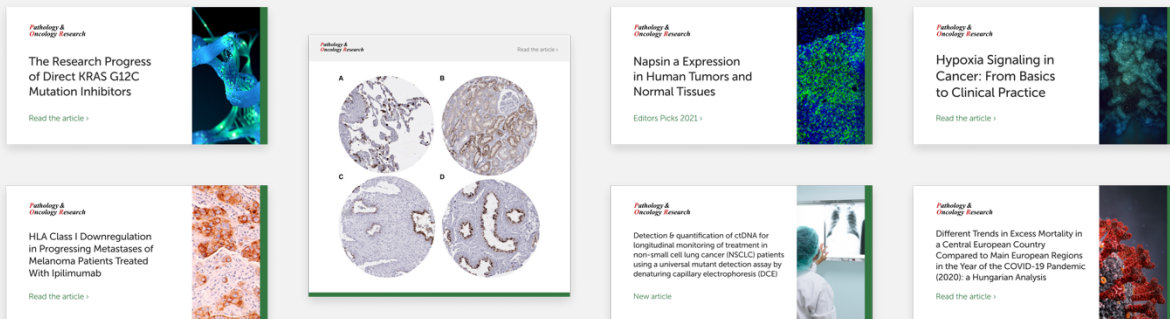 Pathology &
Oncology Research
The Research Progress
of Direct KRAS G12C
Mutation Inhibitors
Read the article ›
Pathology &
Oncology Research
HLA Class I Downregulation
in Progressing Metastases of
Melanoma Patients Treated
With Ipilimumab
Read the article ›
Pathology &
Oncology Research
Read the article ›
A
B
C
D
Pathology &
Oncology Research
Napsin a Expression
in Human Tumors and
Normal Tissues
Editors Picks 2021 ›
Pathology &
Oncology Research
Detection & quantification of ctDNA for
longitudinal monitoring of treatment in
non-small cell lung cancer (NSCLC) patients
using a universal mutant detection assay by
denaturing capillary electrophoresis (DCE)
New article
Pathology &
Oncology Research
Hypoxia Signaling in
Cancer: From Basics
to Clinical Practice
Read the article ›
Pathology &
Oncology Research
Different Trends in Excess Mortality in
a Central European Country
Compared to Main European Regions
in the Year of the COVID-19 Pandemic
(2020): a Hungarian Analysis
Read the article ›